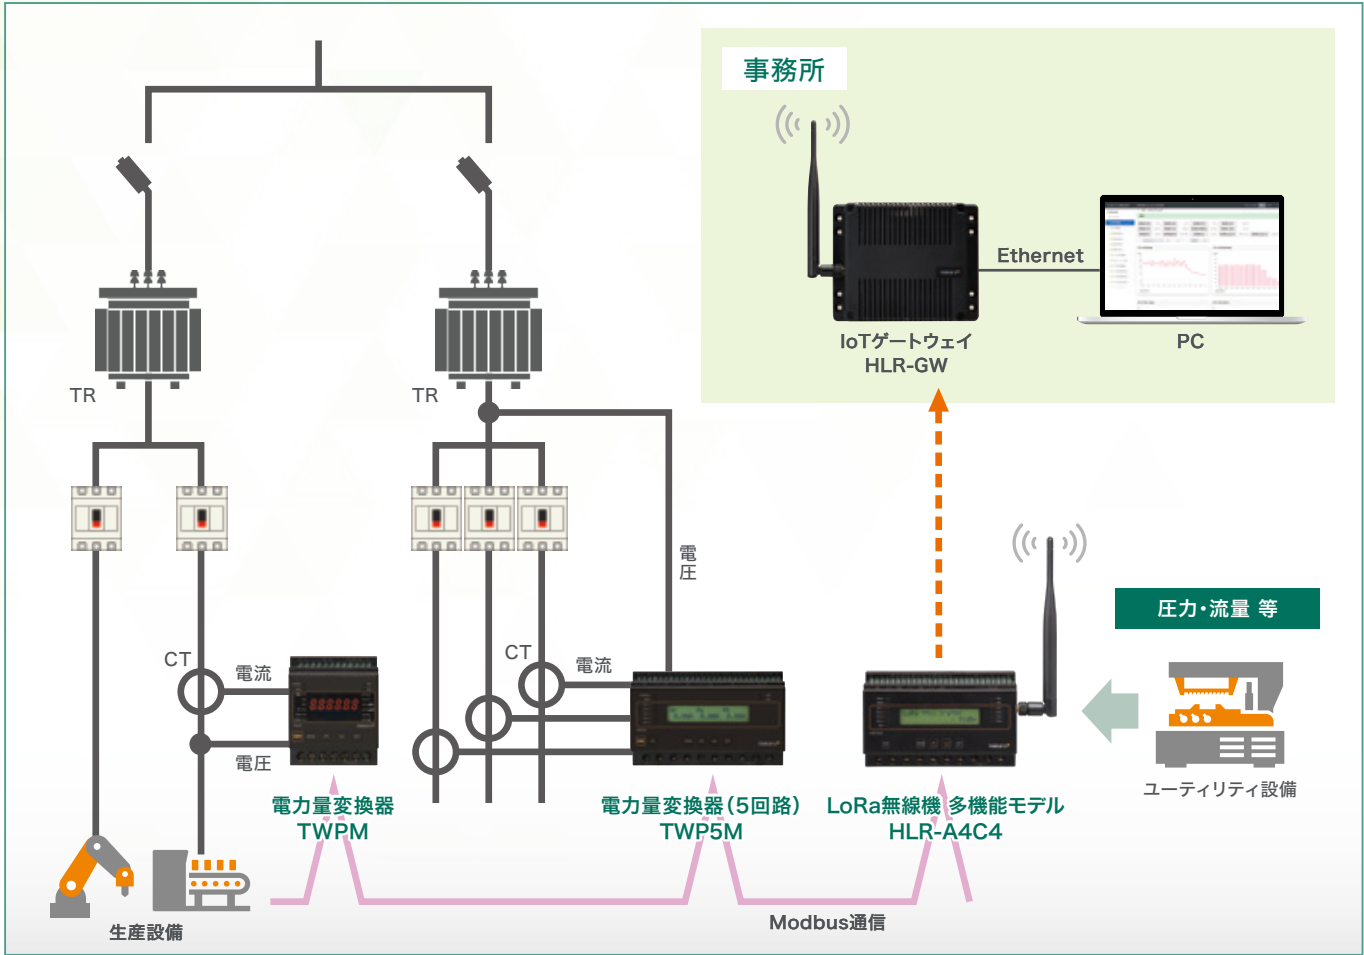 事務所
Ethernet
IoTゲートウェイ
HLR-GW
PC
TR
TR
電圧
圧力・流量 等
CT
電流
CT
電流
電圧
ユーティリティ設備
電力量変換器
TWPM
電力量変換器(5回路)
TWP5M
LoRa無線機 多機能モデル
HLR-A4C4
Modbus通信
生産設備